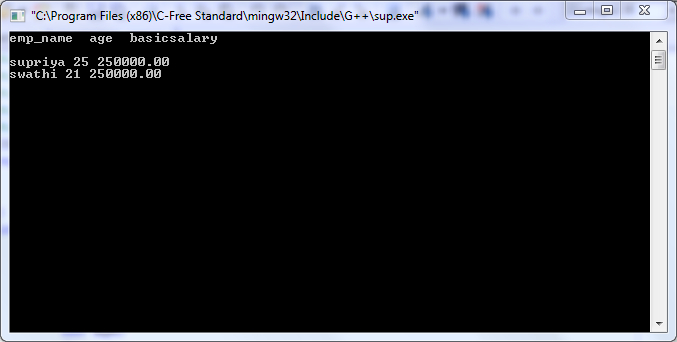 "C:\Program Files (x86)\C-Free Standard\mingw32\Include\G++\sup.exe"
emp_name  age  basicsalary
supriya 25 250000.00
swathi 21 250000.00